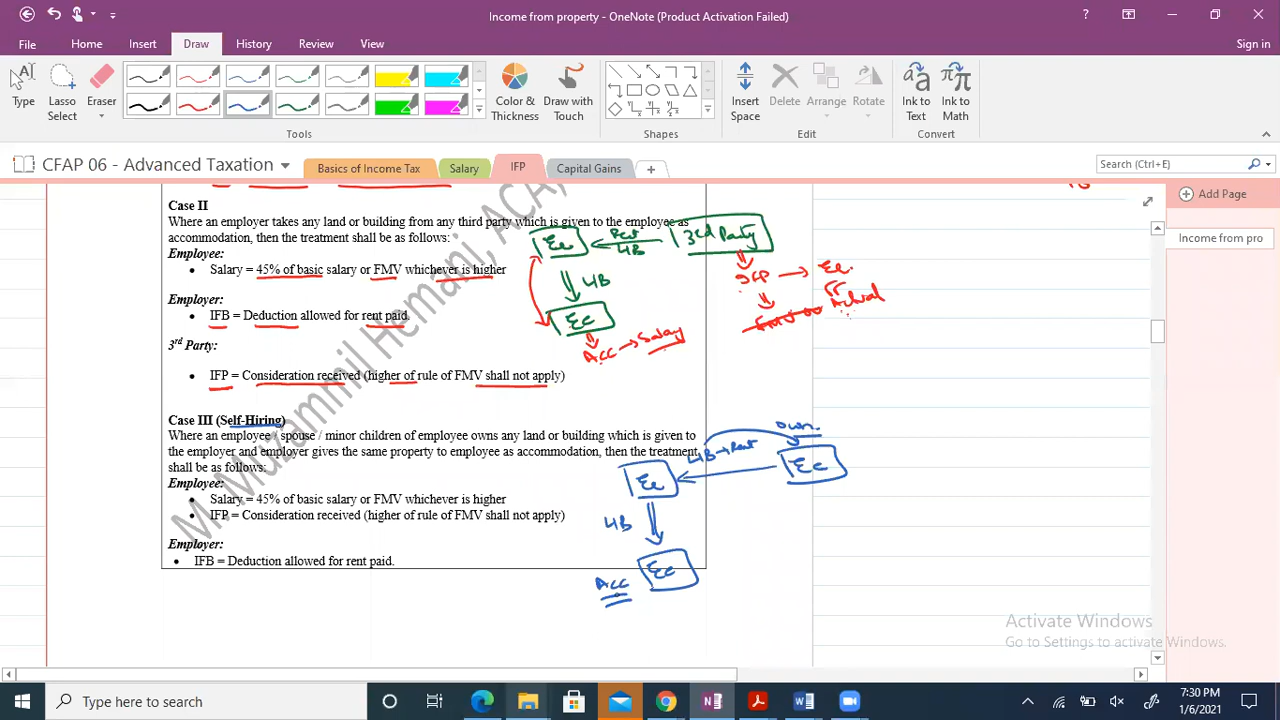 Income from property - OneNote (Product Activation Failed)
File Home Insert Draw History Review View Sign in
Type Lasso Select Eraser Color & Thickness Draw with Touch Insert Space Delete Arrange Rotate Ink to Text Ink to Math
Tools Shapes Edit Convert
CFAP 06 - Advanced Taxation Basics of Income Tax Salary IFP Capital Gains Search (Ctrl+E)
Add Page
Income from pro
Case II
Where an employer takes any land or building from any third party which is given to the employee as
accommodation, then the treatment shall be as follows:
Employee:
• Salary = 45% of basic salary or FMV whichever is higher
Employer:
• IFB = Deduction allowed for rent paid.
3rd Party:
• IFP = Consideration received (higher of rule of FMV shall not apply)
3rd Party
Rent
L/B
L/B
Acc → Salary
Actual
Case III (Self-Hiring)
Where an employee / spouse / minor children of employee owns any land or building which is given to
the employer and employer gives the same property to employee as accommodation, then the treatment
shall be as follows:
Employee:
• Salary = 45% of basic salary or FMV whichever is higher
• IFP = Consideration received (higher of rule of FMV shall not apply)
Employer:
• IFB = Deduction allowed for rent paid.
own.
L/B → Rent
L/B
Acc
M. Muzammil Hemani, ACA,
Activate Windows
Go to Settings to activate Windows.
Type here to search
7:30 PM
1/6/2021